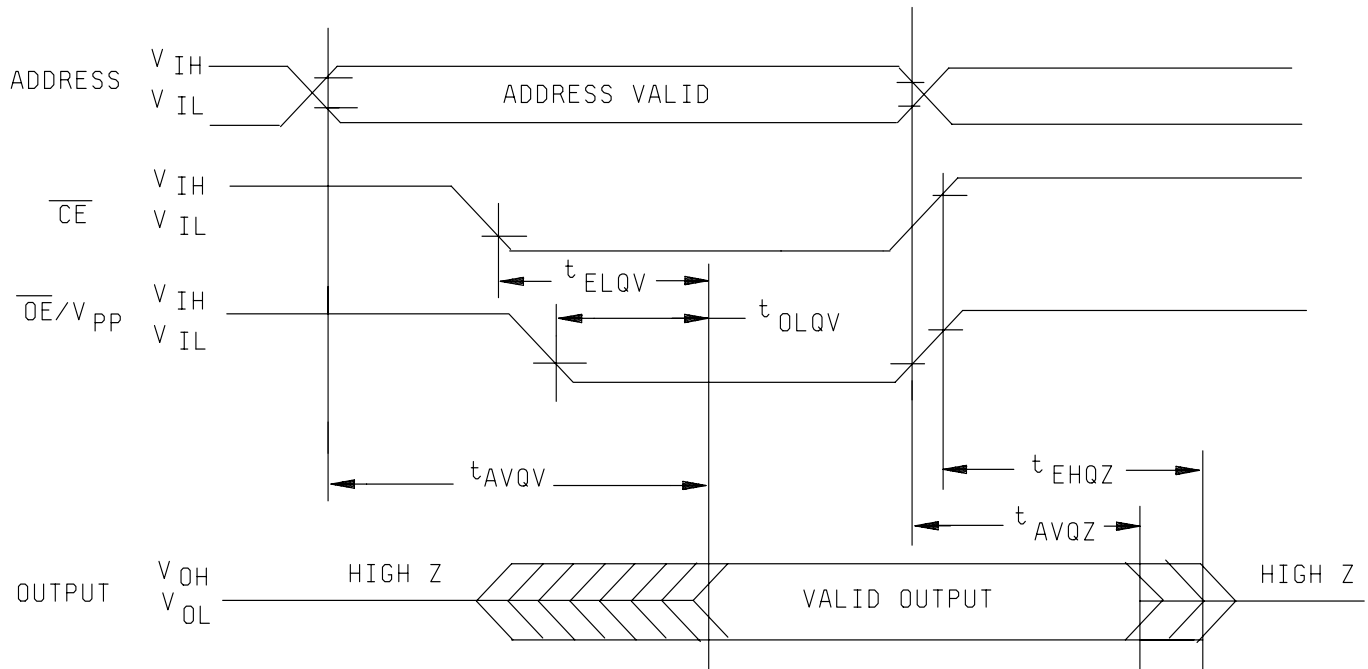 ADDRESS
V IH
V IL
ADDRESS VALID
CE
V IH
V IL
t ELQV
OE/V PP
V IH
V IL
t OLQV
t AVQV
t EHQZ
t AVQZ
OUTPUT
V OH
V OL
HIGH Z
VALID OUTPUT
HIGH Z